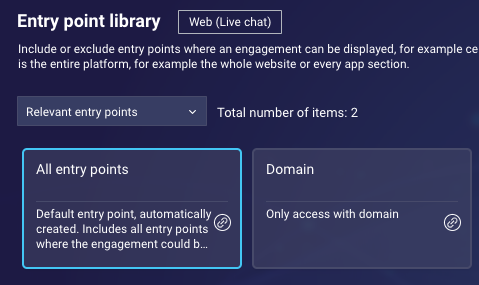 Entry point library
Web (Live chat)
Include or exclude entry points where an engagement can be displayed, for example ce
is the entire platform, for example the whole website or every app section.
Relevant entry points
Total number of items: 2
All entry points
Default entry point, automatically
created. Includes all entry points
where the engagement could b...
Domain
Only access with domain